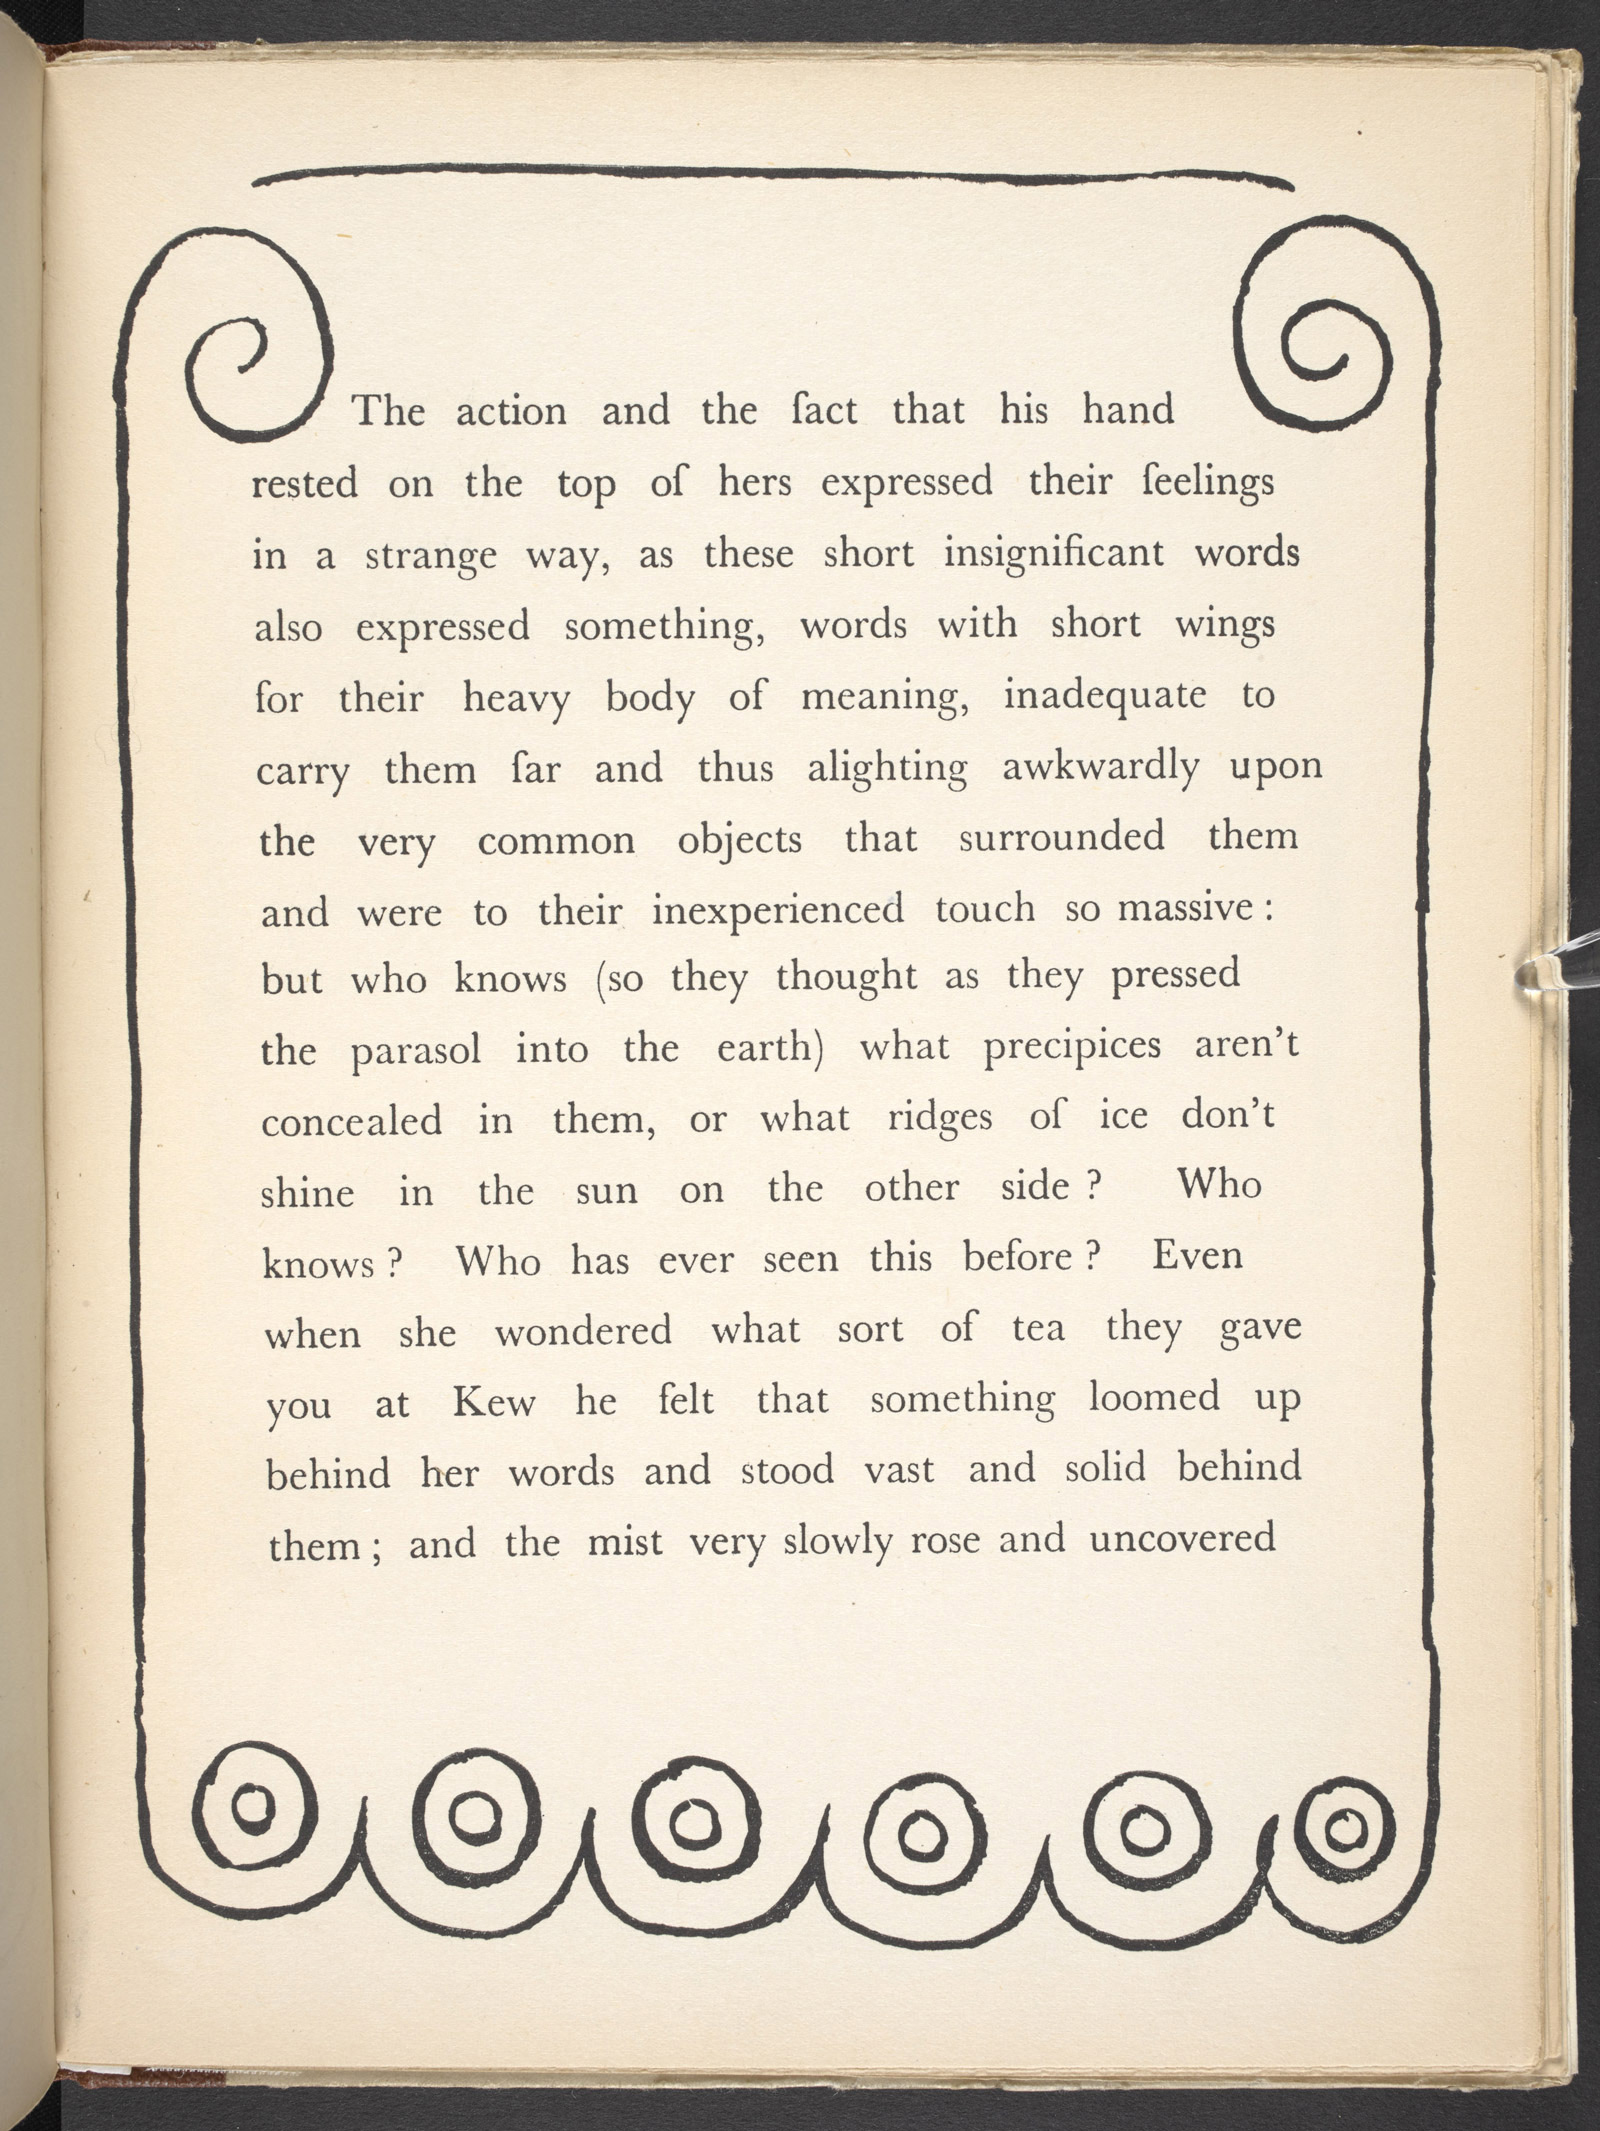 The action and the fact that his hand
rested on the top of hers expressed their feelings
in a strange way, as these short insignificant words
also expressed something, words with short wings
for their heavy body of meaning, inadequate to
carry them far and thus alighting awkwardly upon
the very common objects that surrounded them
and were to their inexperienced touch so massive :
but who knows (so they thought as they pressed
the parasol into the earth) what precipices aren't
concealed in them, or what ridges of ice don't
shine in the sun on the other side ? Who
knows ? Who has ever seen this before ? Even
when she wondered what sort of tea they gave
you at Kew he felt that something loomed up
behind her words and stood vast and solid behind
them ; and the mist very slowly rose and uncovered